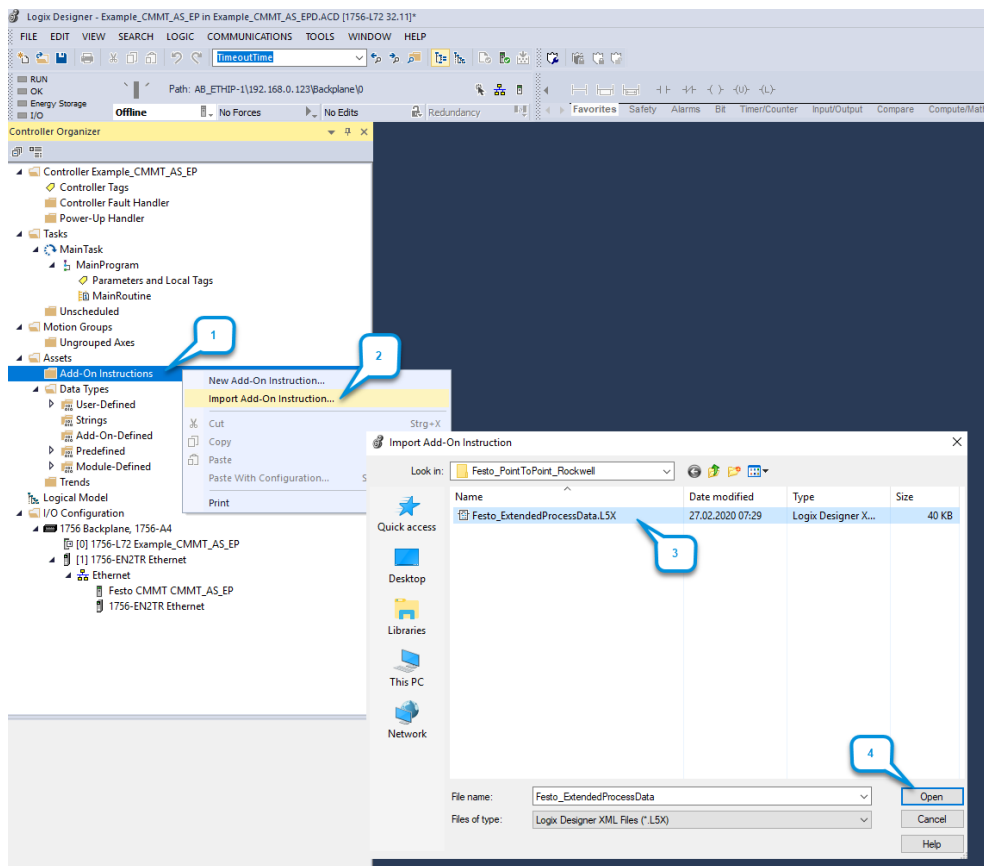 Logix Designer - Example_CMMT_AS_EP in Example_CMMT_AS_EPD.ACD [1756-L72 32.11]*
FILE EDIT VIEW SEARCH LOGIC COMMUNICATIONS TOOLS WINDOW HELP
TimeoutTime
RUN
OK
Energy Storage
I/O
Path: AB_ETHIP-1\192.168.0.123\Backplane\0
Offline No Forces No Edits Redundancy
Favorites Safety Alarms Bit Timer/Counter Input/Output Compare Compute/Mat
Controller Organizer
Controller Example_CMMT_AS_EP
Controller Tags
Controller Fault Handler
Power-Up Handler
Tasks
MainTask
MainProgram
Parameters and Local Tags
MainRoutine
Unscheduled
Motion Groups
Ungrouped Axes
Assets
Add-On Instructions
Data Types
User-Defined
Strings
Add-On-Defined
Predefined
Module-Defined
Trends
Logical Model
I/O Configuration
1756 Backplane, 1756-A4
[0] 1756-L72 Example_CMMT_AS_EP
[1] 1756-EN2TR Ethernet
Ethernet
Festo CMMT CMMT_AS_EP
1756-EN2TR Ethernet
1
2
New Add-On Instruction...
Import Add-On Instruction...
Cut Strg+X
Copy
Paste
Paste With Configuration... S
Print
Import Add-On Instruction
Look in: Festo_PointToPoint_Rockwell
Name Date modified Type Size
Festo_ExtendedProcessData.L5X 27.02.2020 07:29 Logix Designer X... 40 KB
3
Quick access
Desktop
Libraries
This PC
Network
4
File name: Festo_ExtendedProcessData Open
Files of type: Logix Designer XML Files (*.L5X) Cancel
Help